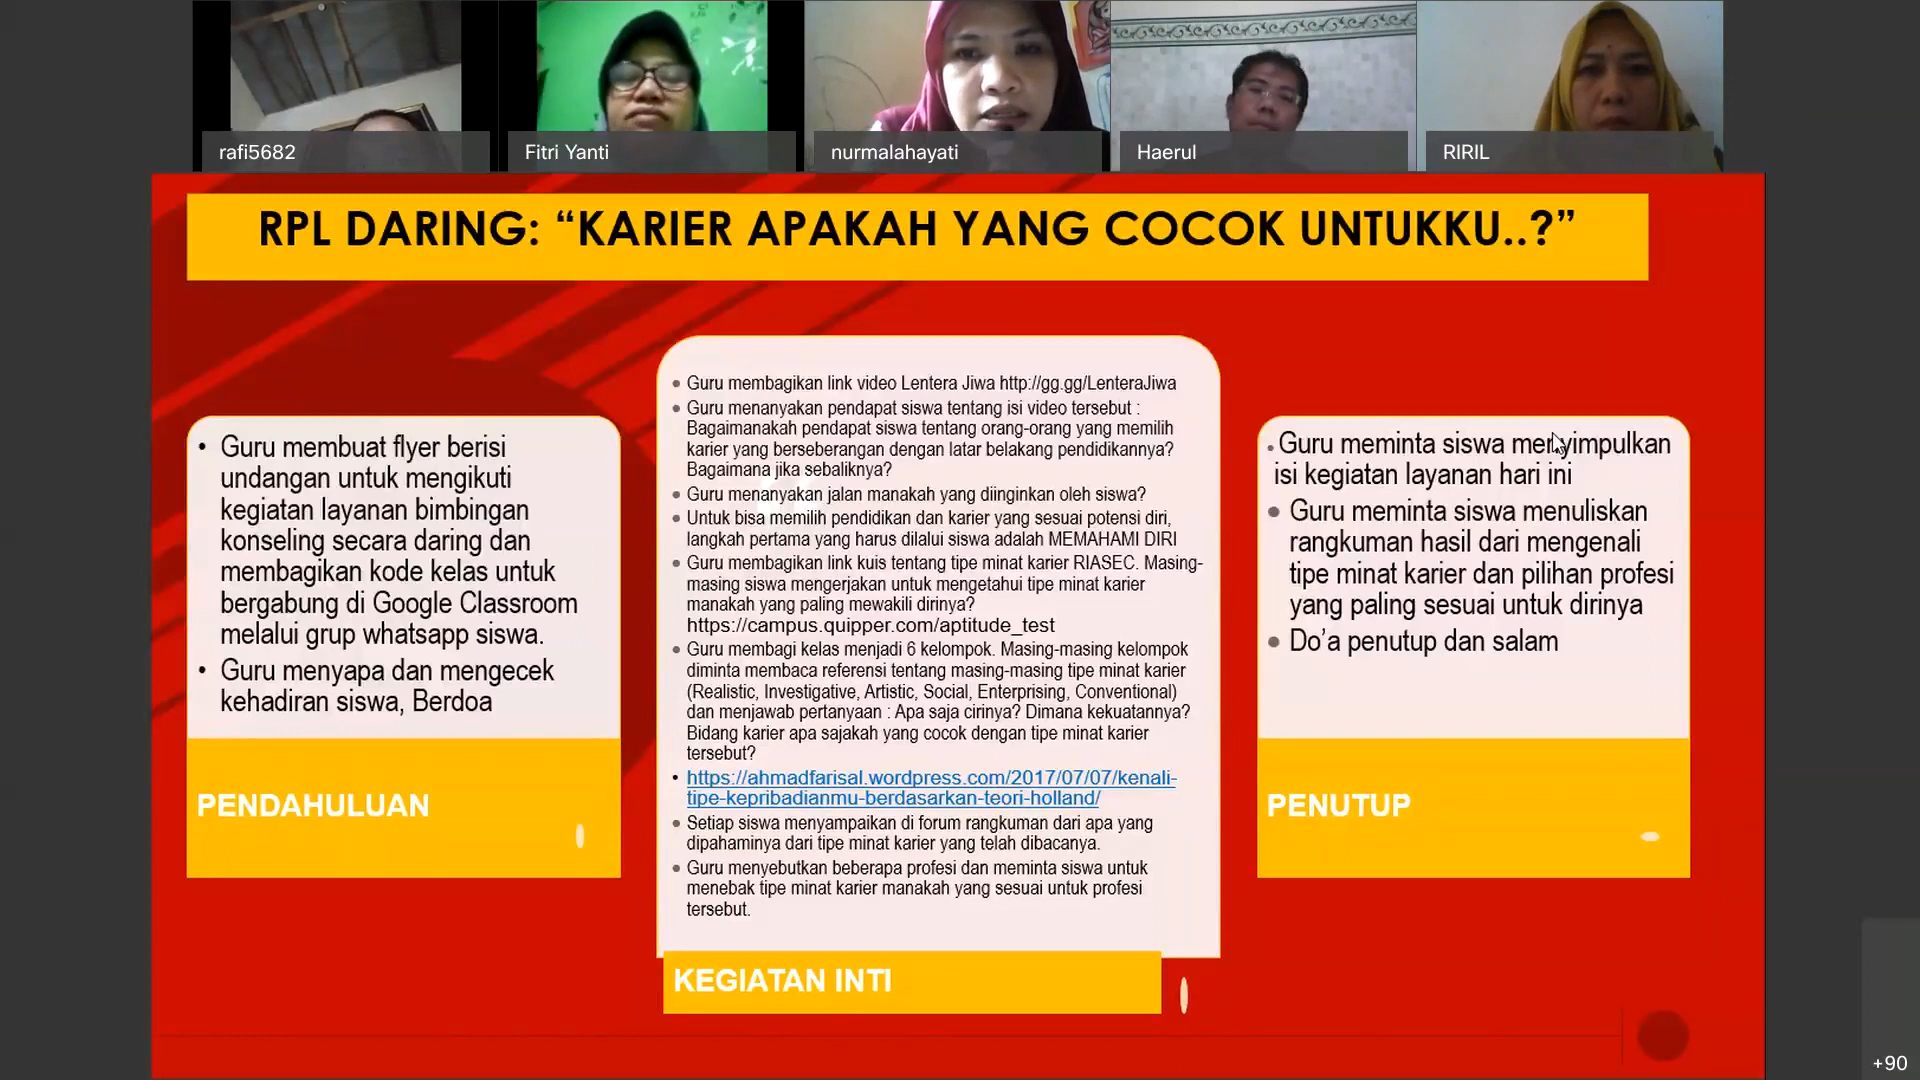 rafi5682
Fitri Yanti
nurmalahayati
Haerul
RIRIL
RPL DARING: “KARIER APAKAH YANG COCOK UNTUKKU..?”
• Guru membuat flyer berisi
undangan untuk mengikuti
kegiatan layanan bimbingan
konseling secara daring dan
membagikan kode kelas untuk
bergabung di Google Classroom
melalui grup whatsapp siswa.
• Guru menyapa dan mengecek
kehadiran siswa, Berdoa
PENDAHULUAN
• Guru membagikan link video Lentera Jiwa http://gg.gg/LenteraJiwa
• Guru menanyakan pendapat siswa tentang isi video tersebut :
Bagaimanakah pendapat siswa tentang orang-orang yang memilih
karier yang berseberangan dengan latar belakang pendidikannya?
Bagaimana jika sebaliknya?
• Guru menanyakan jalan manakah yang diinginkan oleh siswa?
• Untuk bisa memilih pendidikan dan karier yang sesuai potensi diri,
langkah pertama yang harus dilalui siswa adalah MEMAHAMI DIRI
• Guru membagikan link kuis tentang tipe minat karier RIASEC. Masing-
masing siswa mengerjakan untuk mengetahui tipe minat karier
manakah yang paling mewakili dirinya?
https://campus.quipper.com/aptitude_test
• Guru membagi kelas menjadi 6 kelompok. Masing-masing kelompok
diminta membaca referensi tentang masing-masing tipe minat karier
(Realistic, Investigative, Artistic, Social, Enterprising, Conventional)
dan menjawab pertanyaan : Apa saja cirinya? Dimana kekuatannya?
Bidang karier apa sajakah yang cocok dengan tipe minat karier
tersebut?
• https://ahmadfarisal.wordpress.com/2017/07/07/kenali-
tipe-kepribadianmu-berdasarkan-teori-holland/
• Setiap siswa menyampaikan di forum rangkuman dari apa yang
dipahaminya dari tipe minat karier yang telah dibacanya.
• Guru menyebutkan beberapa profesi dan meminta siswa untuk
menebak tipe minat karier manakah yang sesuai untuk profesi
tersebut.
KEGIATAN INTI
• Guru meminta siswa menyimpulkan
isi kegiatan layanan hari ini
• Guru meminta siswa menuliskan
rangkuman hasil dari mengenali
tipe minat karier dan pilihan profesi
yang paling sesuai untuk dirinya
• Do’a penutup dan salam
PENUTUP
+90